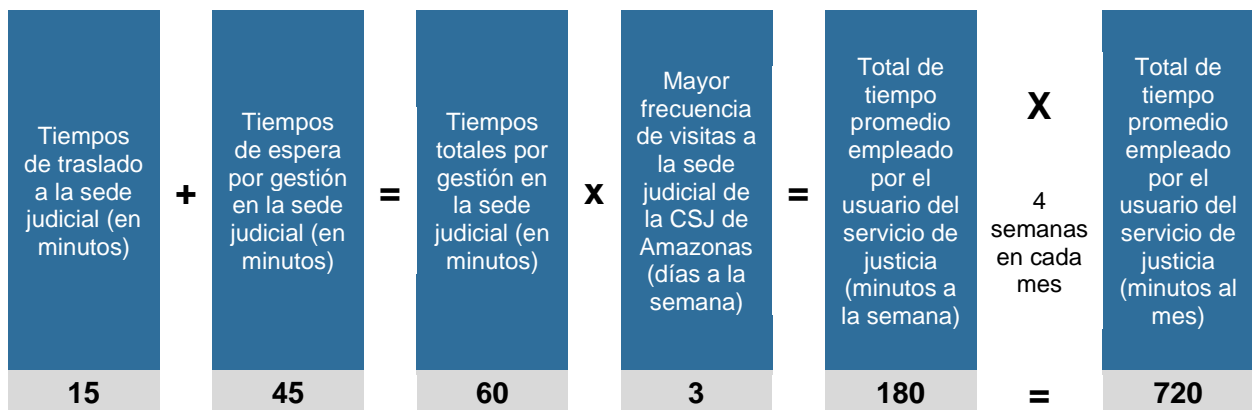 Tiempos
de traslado
a la sede
judicial (en
minutos)
+
Tiempos
de espera
por gestión
en la sede
judicial (en
minutos)
=
Tiempos
totales por
gestión en
la sede
judicial (en
minutos)
x
Mayor
frecuencia
de visitas a
la sede
judicial de
la CSJ de
Amazonas
(días a la
semana)
=
Total de
tiempo
promedio
empleado
por el
usuario del
servicio de
justicia
(minutos a
la semana)
X
4
semanas
en cada
mes
Total de
tiempo
promedio
empleado
por el
usuario del
servicio de
justicia
(minutos al
mes)
15
45
60
3
180
=
720